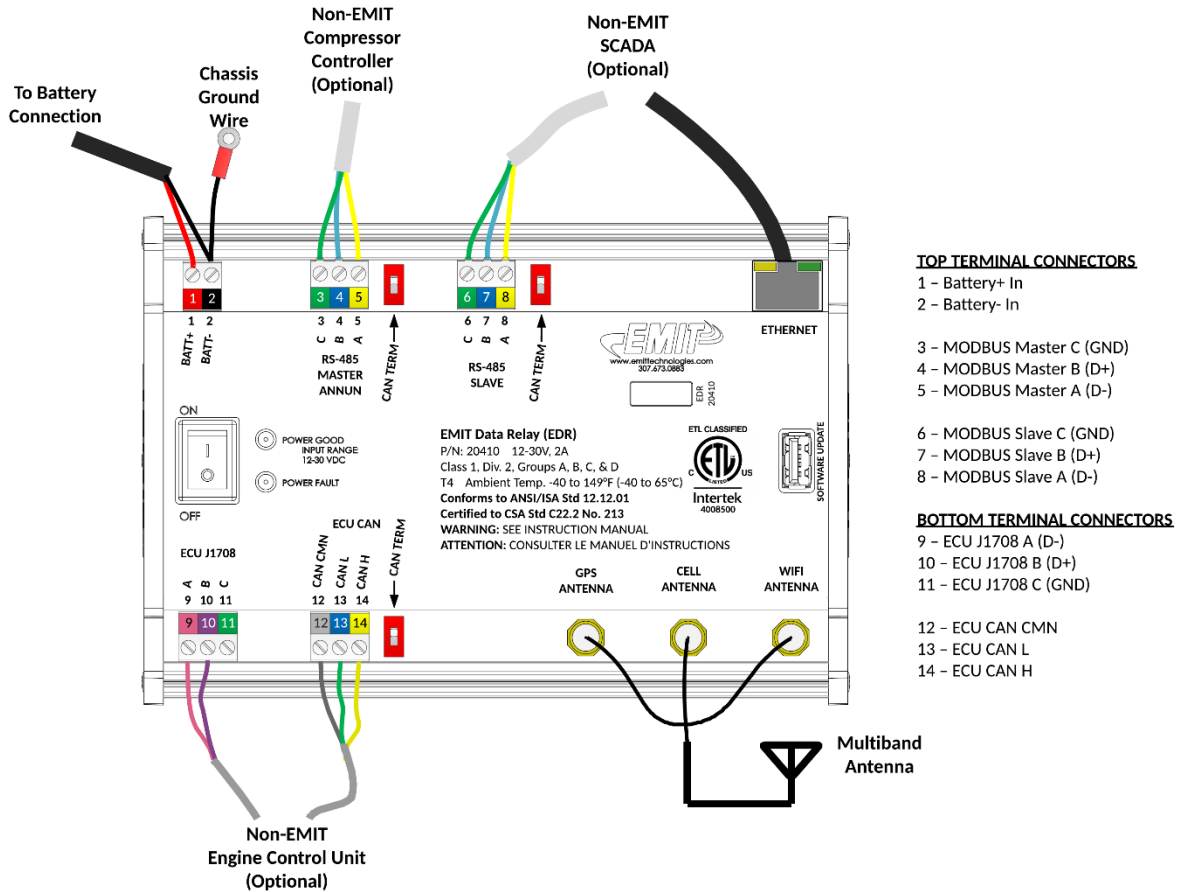 Non-EMIT
Compressor
Controller
(Optional)
Non-EMIT
SCADA
(Optional)
To Battery
Connection
Chassis
Ground
Wire
1 2
3 4 5
6 7 8
1 2
BATT+
BATT-
3 4 5
C B A
RS-485
MASTER
ANNUN
CAN TERM
6 7 8
C B A
RS-485
SLAVE
CAN TERM
EMIT
www.emittechnologies.com
307.673.0883
ETHERNET
EDR
20410
ON
OFF
POWER GOOD
INPUT RANGE
12-30 VDC
POWER FAULT
EMIT Data Relay (EDR)
P/N: 20410 12-30V, 2A
Class 1, Div. 2, Groups A, B, C, & D
T4 Ambient Temp. -40 to 149°F (-40 to 65°C)
Conforms to ANSI/ISA Std 12.12.01
Certified to CSA Std C22.2 No. 213
WARNING: SEE INSTRUCTION MANUAL
ATTENTION: CONSULTER LE MANUEL D'INSTRUCTIONS
ETL CLASSIFIED
C ETL US
LISTED
Intertek
4008500
SOFTWARE UPDATE
ECU J1708
A B C
9 10 11
9 10 11
ECU CAN
CAN CMN
CAN L
CAN H
12 13 14
12 13 14
CAN TERM
GPS
ANTENNA
CELL
ANTENNA
WIFI
ANTENNA
Multiband
Antenna
Non-EMIT
Engine Control Unit
(Optional)
TOP TERMINAL CONNECTORS
1 – Battery+ In
2 – Battery- In
3 – MODBUS Master C (GND)
4 – MODBUS Master B (D+)
5 – MODBUS Master A (D-)
6 – MODBUS Slave C (GND)
7 – MODBUS Slave B (D+)
8 – MODBUS Slave A (D-)
BOTTOM TERMINAL CONNECTORS
9 – ECU J1708 A (D-)
10 – ECU J1708 B (D+)
11 – ECU J1708 C (GND)
12 – ECU CAN CMN
13 – ECU CAN L
14 – ECU CAN H